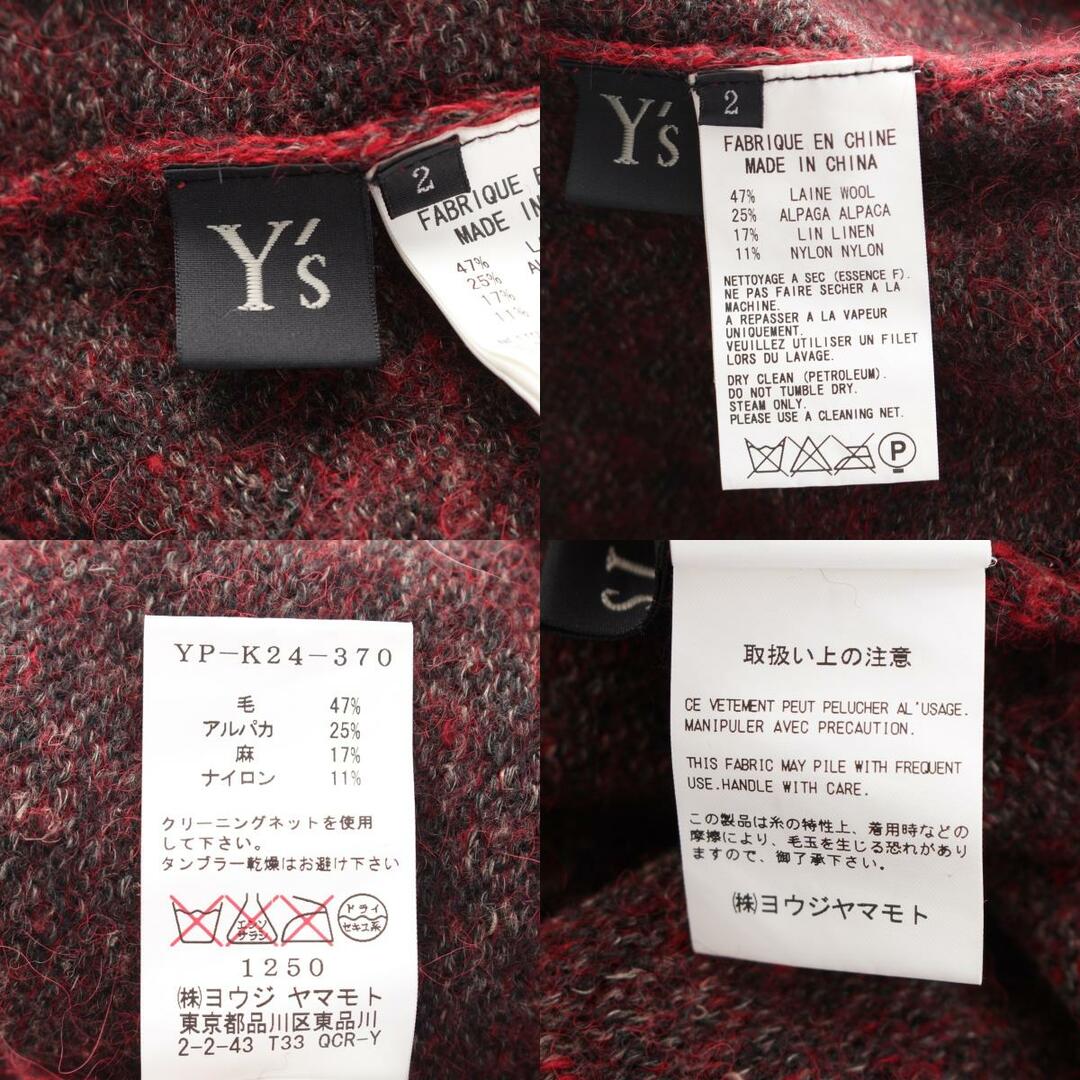 Y's
2
FABRIQUE E
MADE IN
47%
25%
17%
11%
Y's
2
FABRIQUE EN CHINE
MADE IN CHINA
47% LAINE WOOL
25% ALPAGA ALPACA
17% LIN LINEN
11% NYLON NYLON
NETTOYAGE A SEC (ESSENCE F).
NE PAS FAIRE SECHER A LA
MACHINE.
A REPASSER A LA VAPEUR
UNIQUEMENT.
VEUILLEZ UTILISER UN FILET
LORS DU LAVAGE.
DRY CLEAN (PETROLEUM).
DO NOT TUMBLE DRY.
STEAM ONLY.
PLEASE USE A CLEANING NET.
P
YP-K24-370
毛 47%
アルパカ 25%
麻 17%
ナイロン 11%
クリーニングネットを使用
して下さい。
タンブラー乾燥はお避け下さい
エンソ
サラシ
ドライ
セキユ系
1250
㈱ヨウジ ヤマモト
東京都品川区東品川
2-2-43 T33 QCR-Y
取扱い上の注意
CE VETEMENT PEUT PELUCHER AL'USAGE.
MANIPULER AVEC PRECAUTION.
THIS FABRIC MAY PILE WITH FREQUENT
USE.HANDLE WITH CARE.
この製品は糸の特性上、着用時などの
摩擦により、毛玉を生じる恐れがあり
ますので、御了承下さい。
㈱ヨウジヤマモト